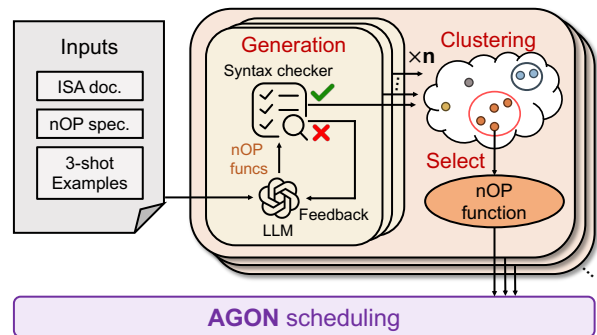 Inputs
ISA doc.
nOP spec.
3-shot
Examples
Generation
Syntax checker
nOP
funcs
LLM
Feedback
×n
Clustering
Select
nOP
function
AGON scheduling